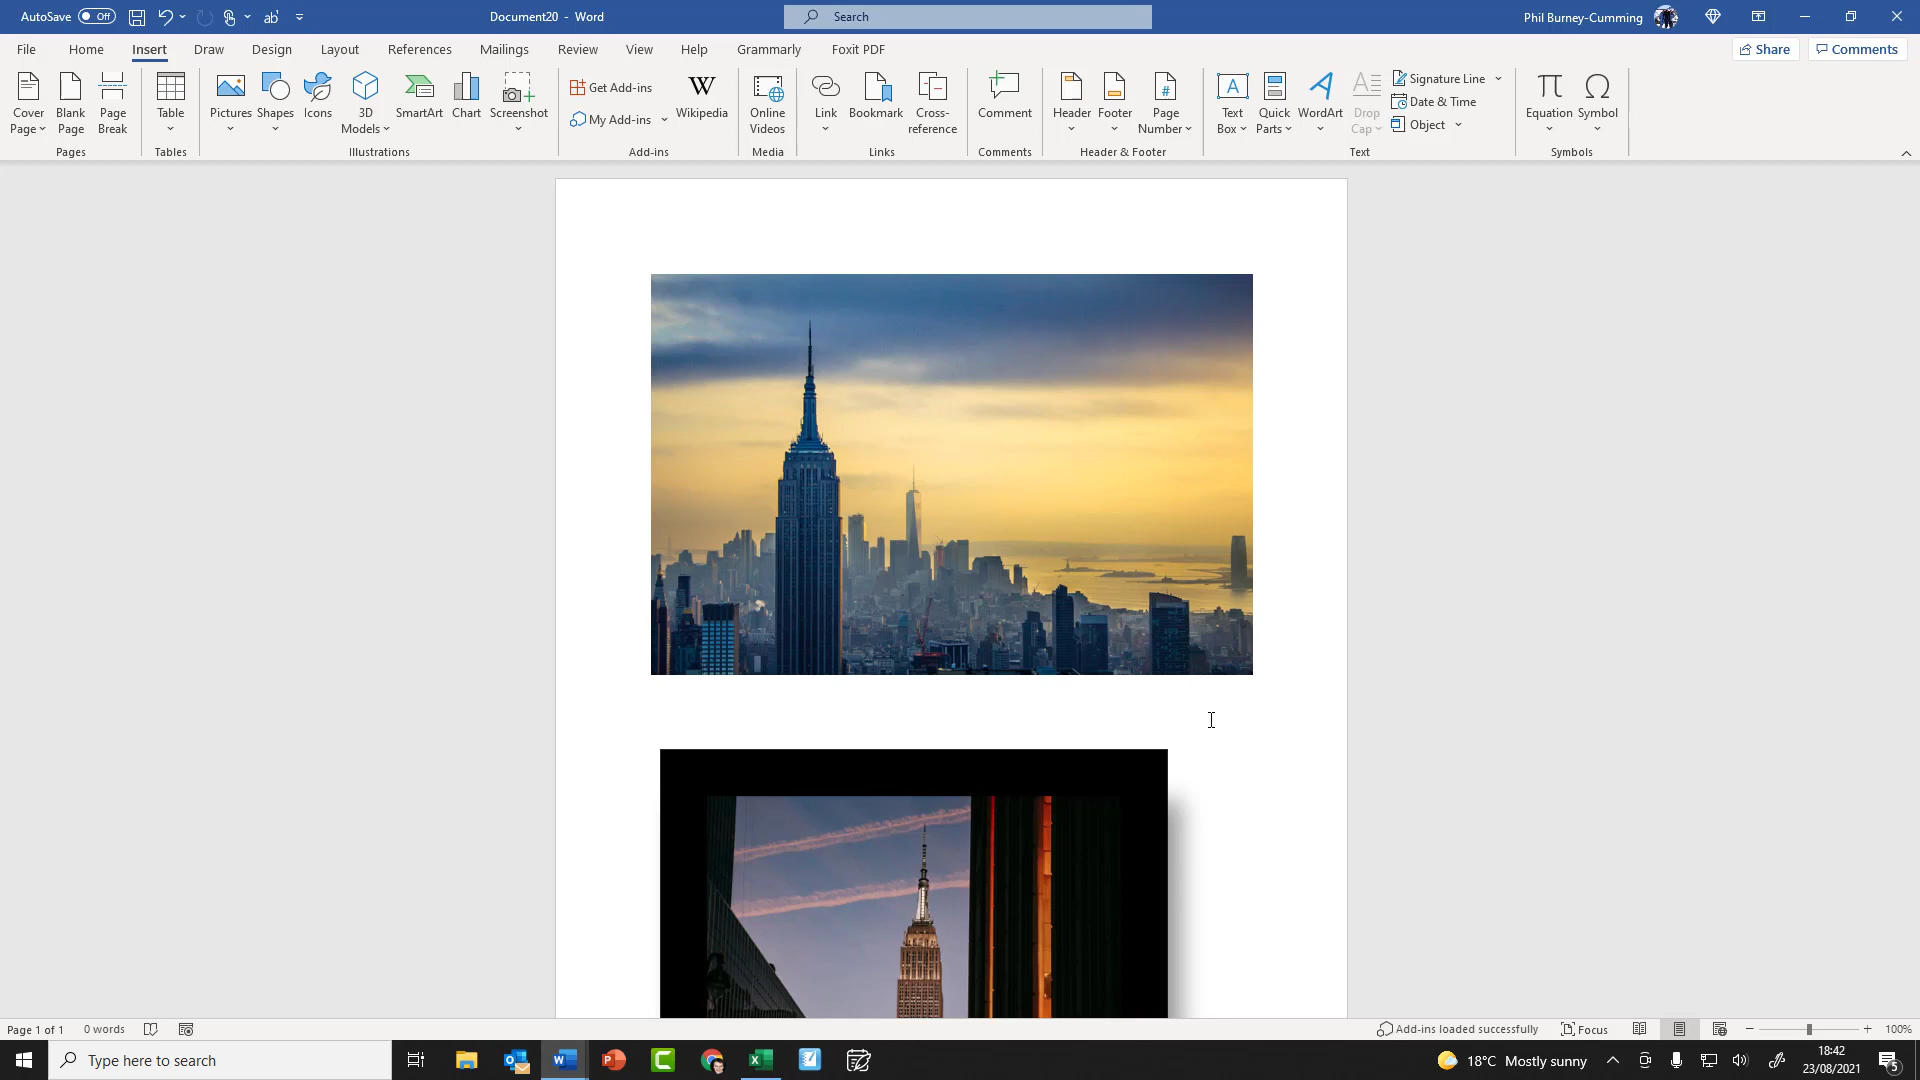 AutoSave Off ab Document20 - Word Search Phil Burney-Cumming
File Home Insert Draw Design Layout References Mailings Review View Help Grammarly Foxit PDF Share Comments
Cover Page
Blank Page
Page Break
Pages
Table
Tables
Pictures
Shapes
Icons
3D Models
SmartArt
Chart
Screenshot
Illustrations
Get Add-ins
My Add-ins
W
Wikipedia
Add-ins
Online Videos
Media
Link
Bookmark
Cross-reference
Links
Comment
Comments
Header
Footer
#
Page Number
Header & Footer
A
Text Box
Quick Parts
A
WordArt
A
Drop Cap
Signature Line
Date & Time
Object
Text
π
Equation
Ω
Symbol
Symbols
Page 1 of 1 0 words Add-ins loaded successfully Focus 100%
Type here to search 18°C Mostly sunny 18:42
23/08/2021 5